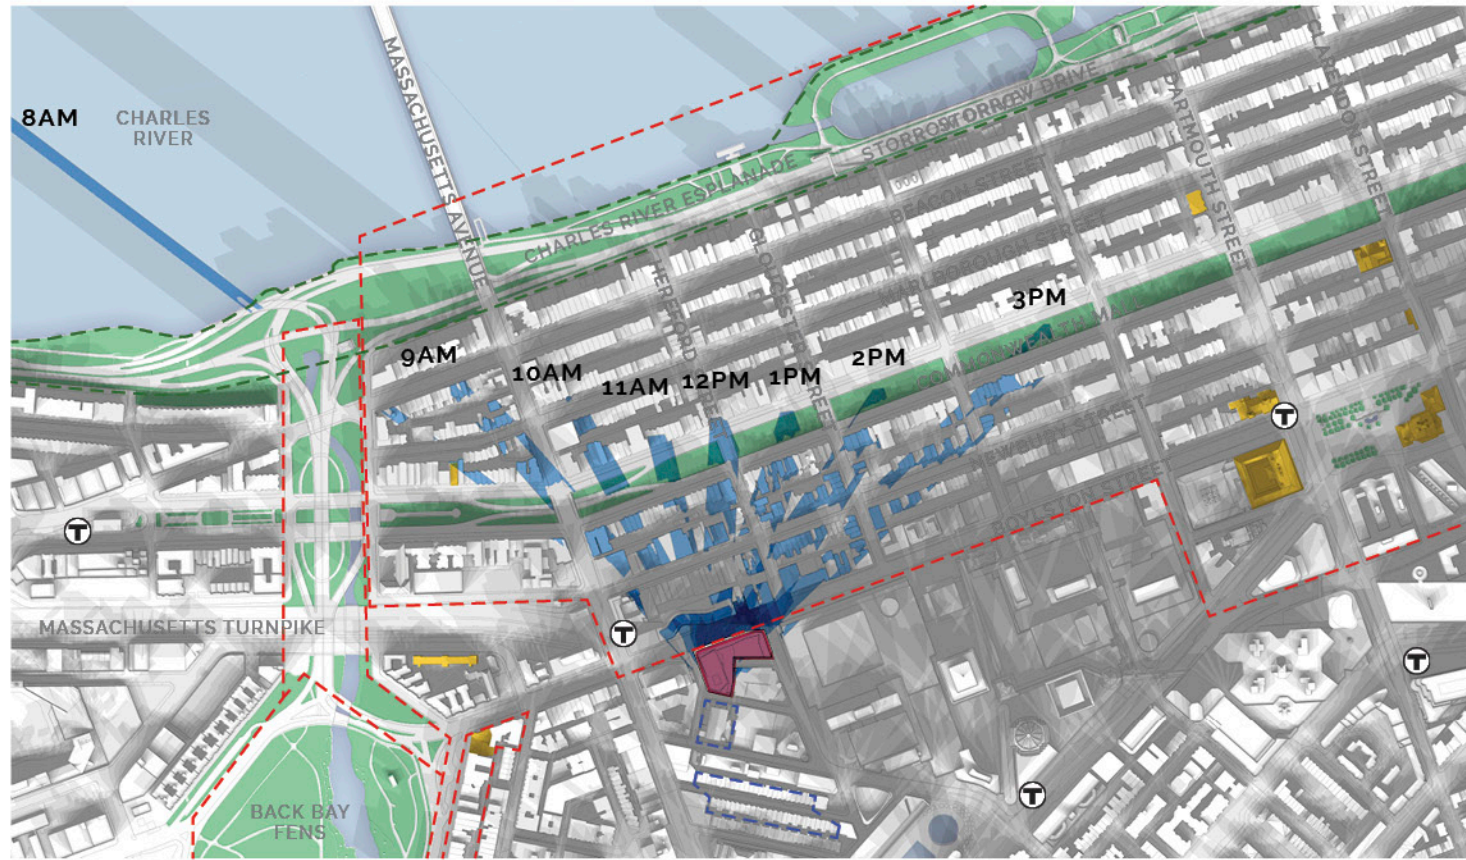 8AM
CHARLES
RIVER
MASSACHUSETTS AVENUE
CHARLES RIVER ESPLANADE
STORROW DRIVE
STORROW DRIVE
BEACON STREET
MARLBOROUGH STREET
DARTMOUTH STREET
CLARENDON STREET
GLOUCESTER STREET
HEREFORD
9AM
10AM
11AM
12PM
1PM
2PM
3PM
COMMONWEALTH
NEWBURY STREET
BOYLSTON STREET
T
T
T
T
T
MASSACHUSETTS TURNPIKE
BACK BAY
FENS